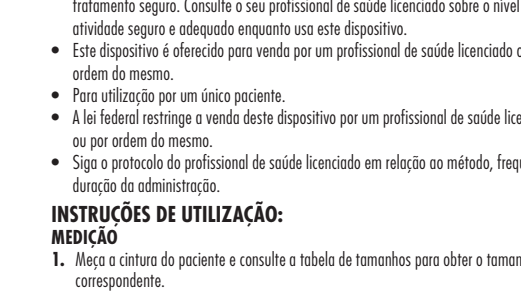 tratamento seguro. Consulte o seu profissional de saúde licenciado sobre o nível
atividade seguro e adequado enquanto usa este dispositivo.
• Este dispositivo é oferecido para venda por um profissional de saúde licenciado
ordem do mesmo.
• Para utilização por um único paciente.
• A lei federal restringe a venda deste dispositivo por um profissional de saúde
ou por ordem do mesmo.
• Siga o protocolo do profissional de saúde licenciado em relação ao método,
duração da administração.
INSTRUÇÕES DE UTILIZAÇÃO:
MEDIÇÃO
1. Meça a cintura do paciente e consulte a tabela de tamanhos para obter o
correspondente.